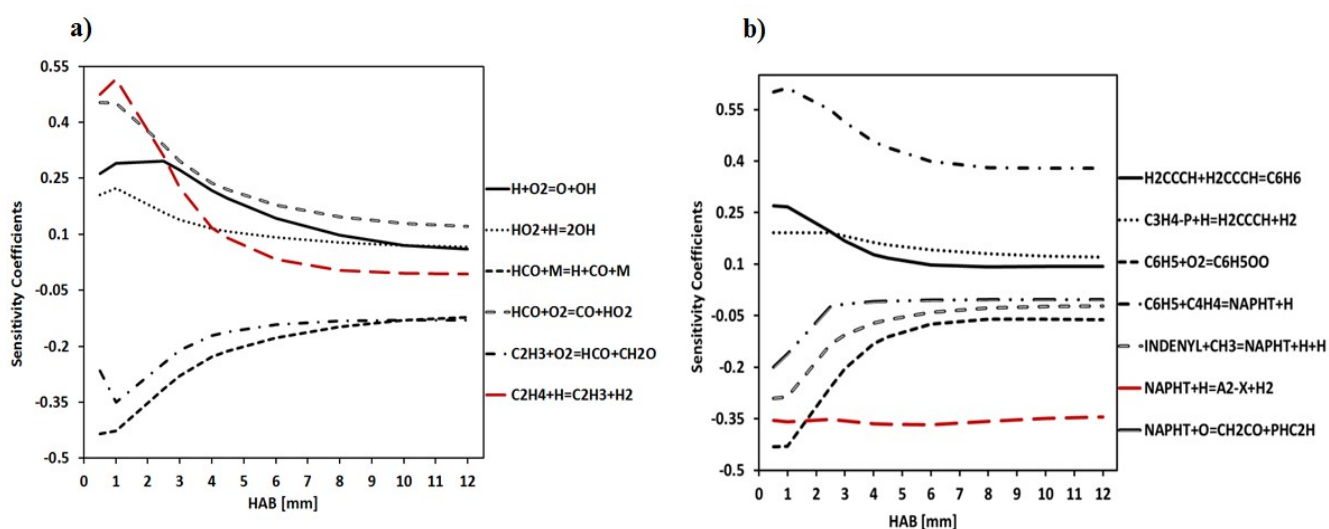 a)
0.55
0.4
0.25
0.1
-0.05
-0.2
-0.35
-0.5
Sensitivity Coefficients
0 1 2 3 4 5 6 7 8 9 10 11 12
HAB [mm]
H+O2=O+OH
HO2+H=2OH
HCO+M=H+CO+M
HCO+O2=CO+HO2
C2H3+O2=HCO+CH2O
C2H4+H=C2H3+H2
b)
0.55
0.4
0.25
0.1
-0.05
-0.2
-0.35
-0.5
Sensitivity Coefficients
0 1 2 3 4 5 6 7 8 9 10 11 12
HAB [mm]
H2CCCH+H2CCCH=C6H6
C3H4-P+H=H2CCCH+H2
C6H5+O2=C6H5OO
C6H5+C4H4=NAPHT+H
INDENYL+CH3=NAPHT+H+H
NAPHT+H=A2-X+H2
NAPHT+O=CH2CO+PHC2H